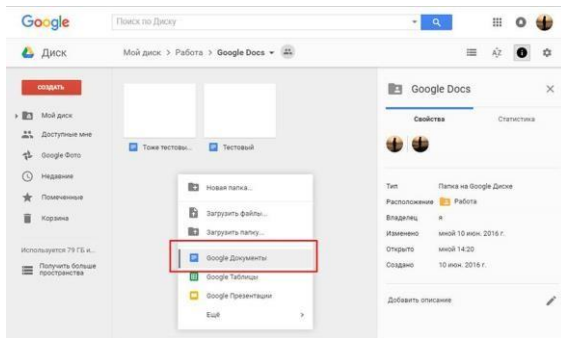 Google
Поиск по Диску
Диск
Мой диск > Работа > Google Docs
СОЗДАТЬ
Мой диск
Доступные мне
Google Фото
Недавние
Помеченные
Корзина
Используется 79 ГБ и...
Получить больше
пространства
Тоже тестовы...
Тестовый
Новая папка...
Загрузить файлы...
Загрузить папку...
Google Документы
Google Таблицы
Google Презентации
Ещё >
Google Docs
Свойства
Статистика
Тип Папка на Google Диске
Расположение Работа
Владелец я
Изменено мной 10 июн. 2016 г.
Открыто мной 14:20
Создано 10 июн. 2016 г.
Добавить описание